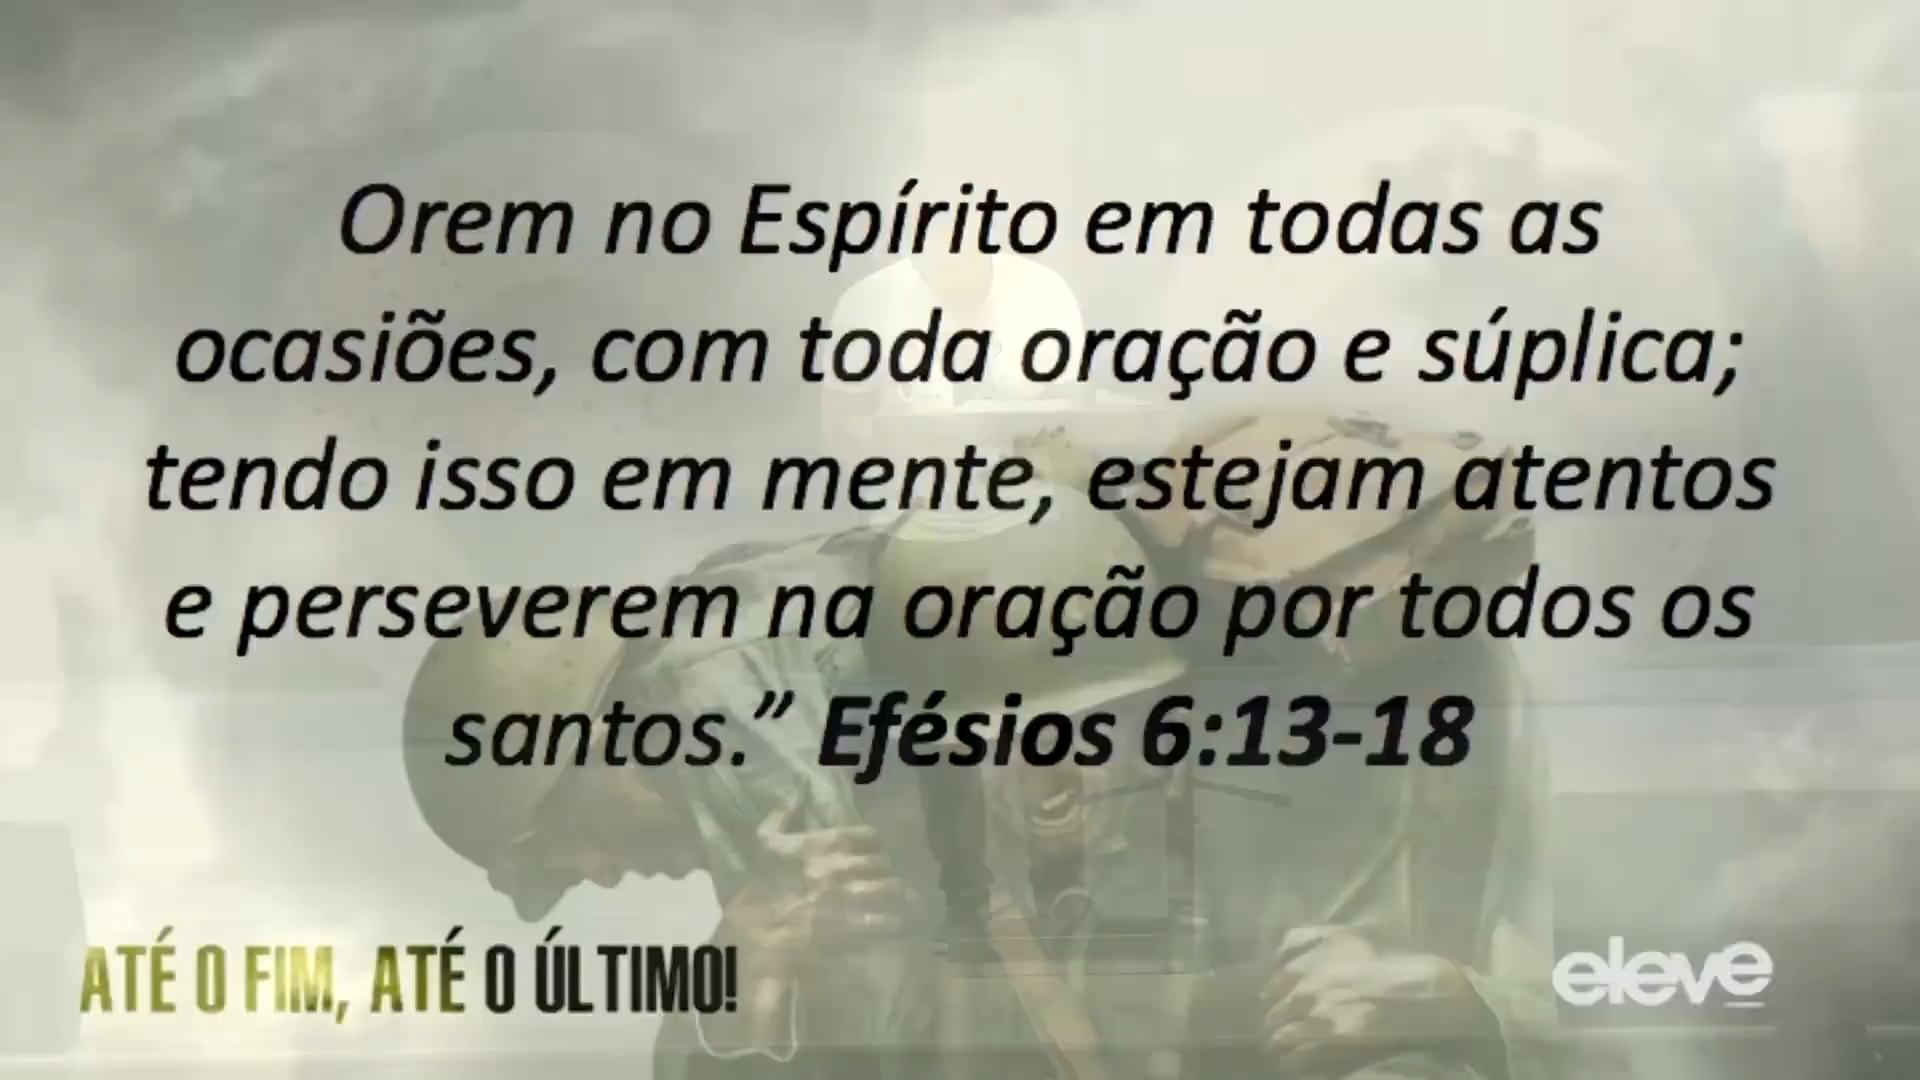 Orem no Espírito em todas as
ocasiões, com toda oração e súplica;
tendo isso em mente, estejam atentos
e perseverem na oração por todos os
santos.” Efésios 6:13-18
ATÉ O FIM, ATÉ O ÚLTIMO!
eleve